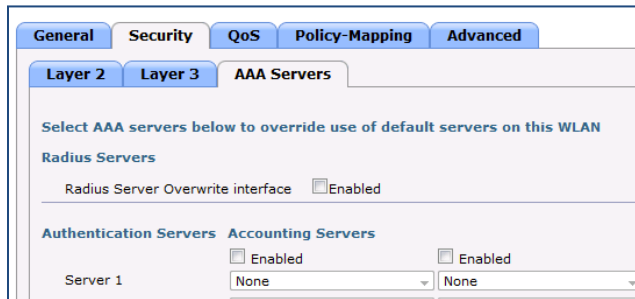 General Security QoS Policy-Mapping Advanced
Layer 2 Layer 3 AAA Servers
Select AAA servers below to override use of default servers on this WLAN
Radius Servers
Radius Server Overwrite interface Enabled
Authentication Servers Accounting Servers
Enabled Enabled
Server 1 None None